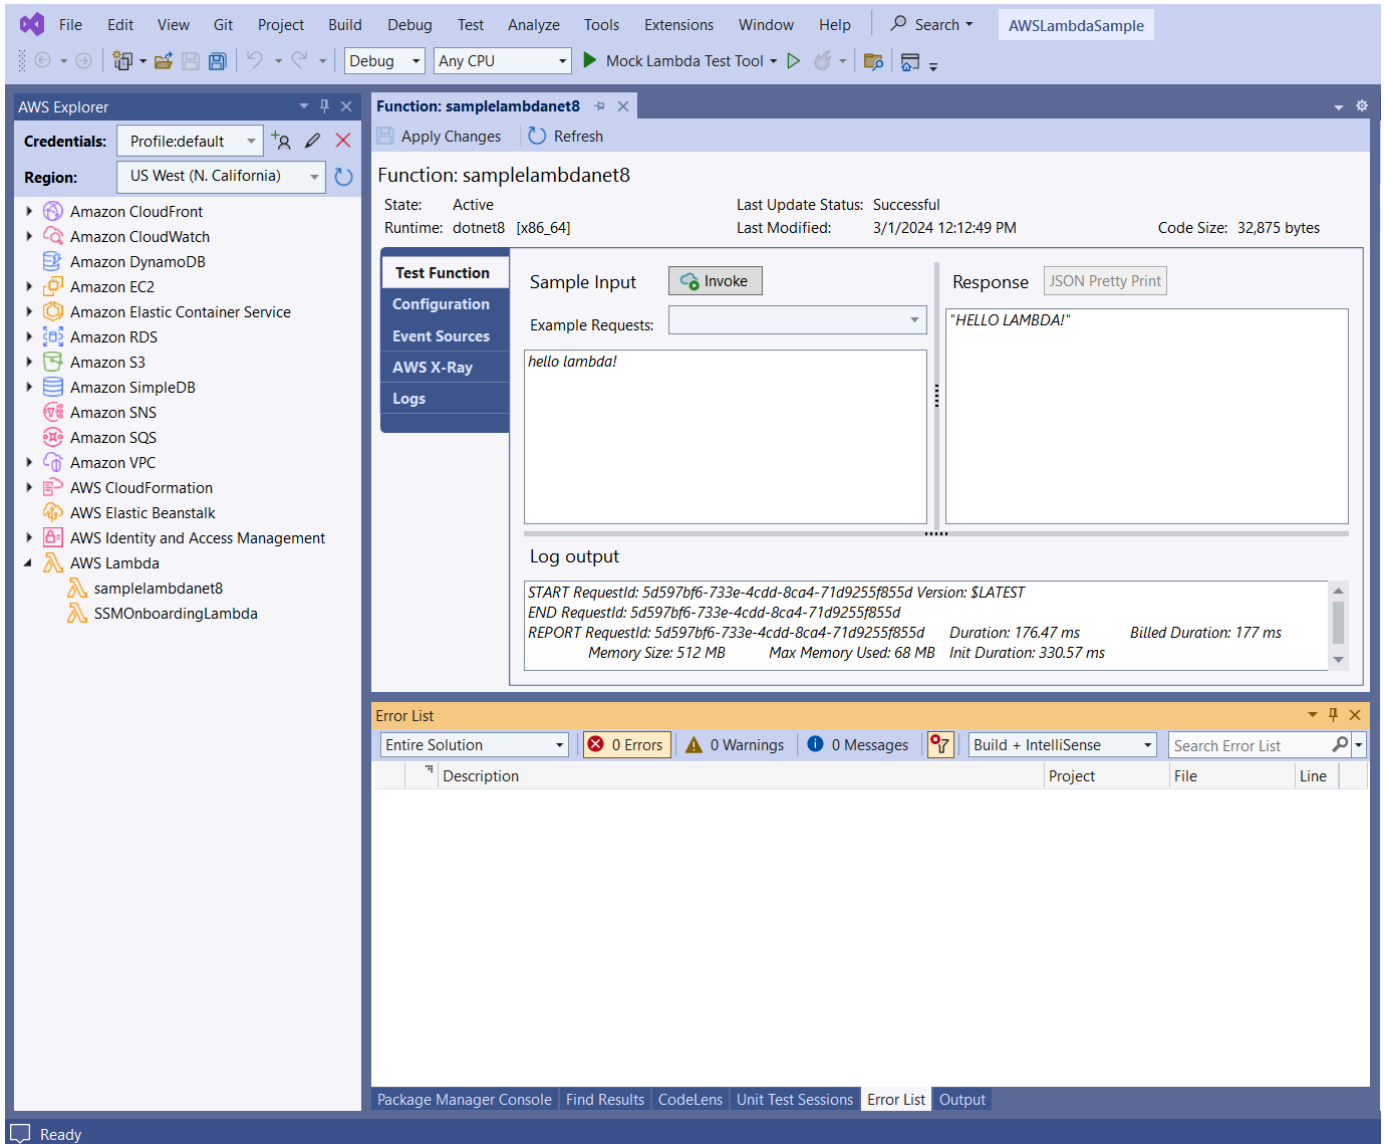 File Edit View Git Project Build Debug Test Analyze Tools Extensions Window Help Search AWSLambdaSample
Debug Any CPU Mock Lambda Test Tool
AWS Explorer
Credentials: Profile:default
Region: US West (N. California)
Amazon CloudFront
Amazon CloudWatch
Amazon DynamoDB
Amazon EC2
Amazon Elastic Container Service
Amazon RDS
Amazon S3
Amazon SimpleDB
Amazon SNS
Amazon SQS
Amazon VPC
AWS CloudFormation
AWS Elastic Beanstalk
AWS Identity and Access Management
AWS Lambda
samplelambdanet8
SSMOnboardingLambda
Function: samplelambdanet8
Apply Changes Refresh
Function: samplelambdanet8
State: Active Last Update Status: Successful
Runtime: dotnet8 [x86_64] Last Modified: 3/1/2024 12:12:49 PM Code Size: 32,875 bytes
Test Function
Configuration
Event Sources
AWS X-Ray
Logs
Sample Input Invoke
Example Requests:
hello lambda!
Response JSON Pretty Print
"HELLO LAMBDA!"
Log output
START RequestId: 5d597bf6-733e-4cdd-8ca4-71d9255f855d Version: $LATEST
END RequestId: 5d597bf6-733e-4cdd-8ca4-71d9255f855d
REPORT RequestId: 5d597bf6-733e-4cdd-8ca4-71d9255f855d Duration: 176.47 ms Billed Duration: 177 ms
Memory Size: 512 MB Max Memory Used: 68 MB Init Duration: 330.57 ms
Error List
Entire Solution 0 Errors 0 Warnings 0 Messages Build + IntelliSense Search Error List
Description Project File Line
Package Manager Console Find Results CodeLens Unit Test Sessions Error List Output
Ready